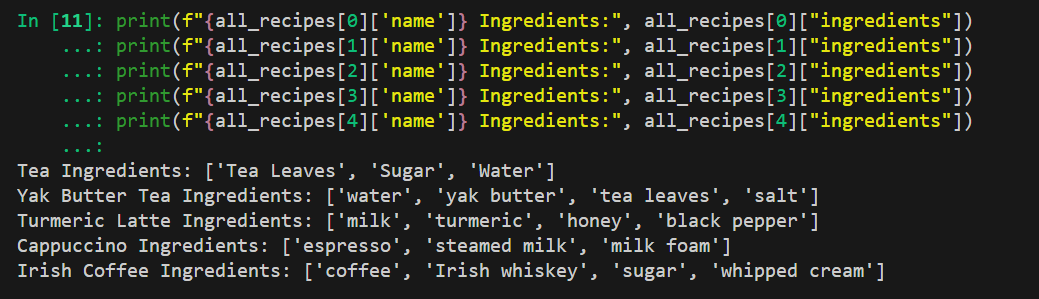 In [11]: print(f"{all_recipes[0]['name']} Ingredients:", all_recipes[0]["ingredients"])
...: print(f"{all_recipes[1]['name']} Ingredients:", all_recipes[1]["ingredients"])
...: print(f"{all_recipes[2]['name']} Ingredients:", all_recipes[2]["ingredients"])
...: print(f"{all_recipes[3]['name']} Ingredients:", all_recipes[3]["ingredients"])
...: print(f"{all_recipes[4]['name']} Ingredients:", all_recipes[4]["ingredients"])
...:
Tea Ingredients: ['Tea Leaves', 'Sugar', 'Water']
Yak Butter Tea Ingredients: ['water', 'yak butter', 'tea leaves', 'salt']
Turmeric Latte Ingredients: ['milk', 'turmeric', 'honey', 'black pepper']
Cappuccino Ingredients: ['espresso', 'steamed milk', 'milk foam']
Irish Coffee Ingredients: ['coffee', 'Irish whiskey', 'sugar', 'whipped cream']